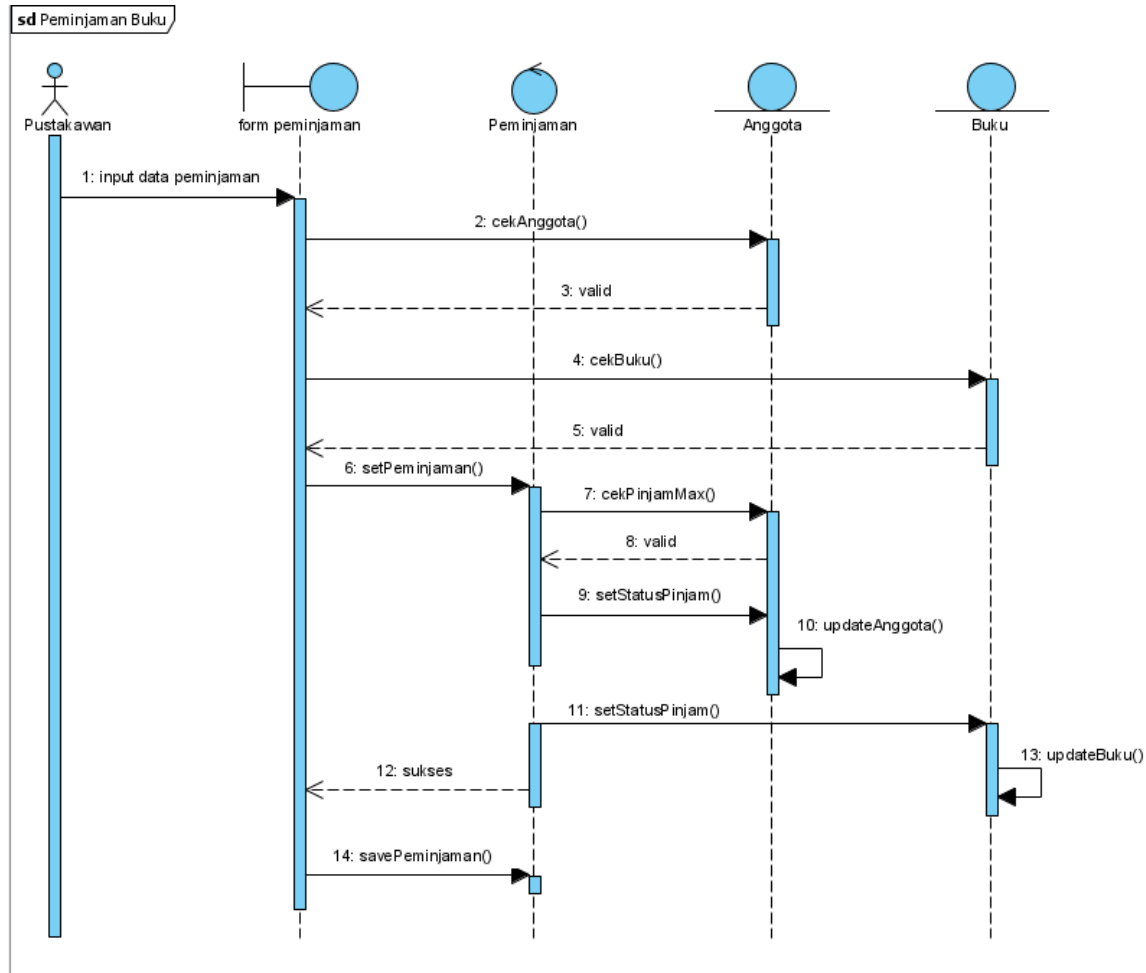 sd Peminjaman Buku
Pustakawan
form peminjaman
Peminjaman
Anggota
Buku
1: input data peminjaman
2: cekAnggota()
3: valid
4: cekBuku()
5: valid
6: setPeminjaman()
7: cekPinjamMax()
8: valid
9: setStatusPinjam()
10: updateAnggota()
11: setStatusPinjam()
13: updateBuku()
12: sukses
14: savePeminjaman()